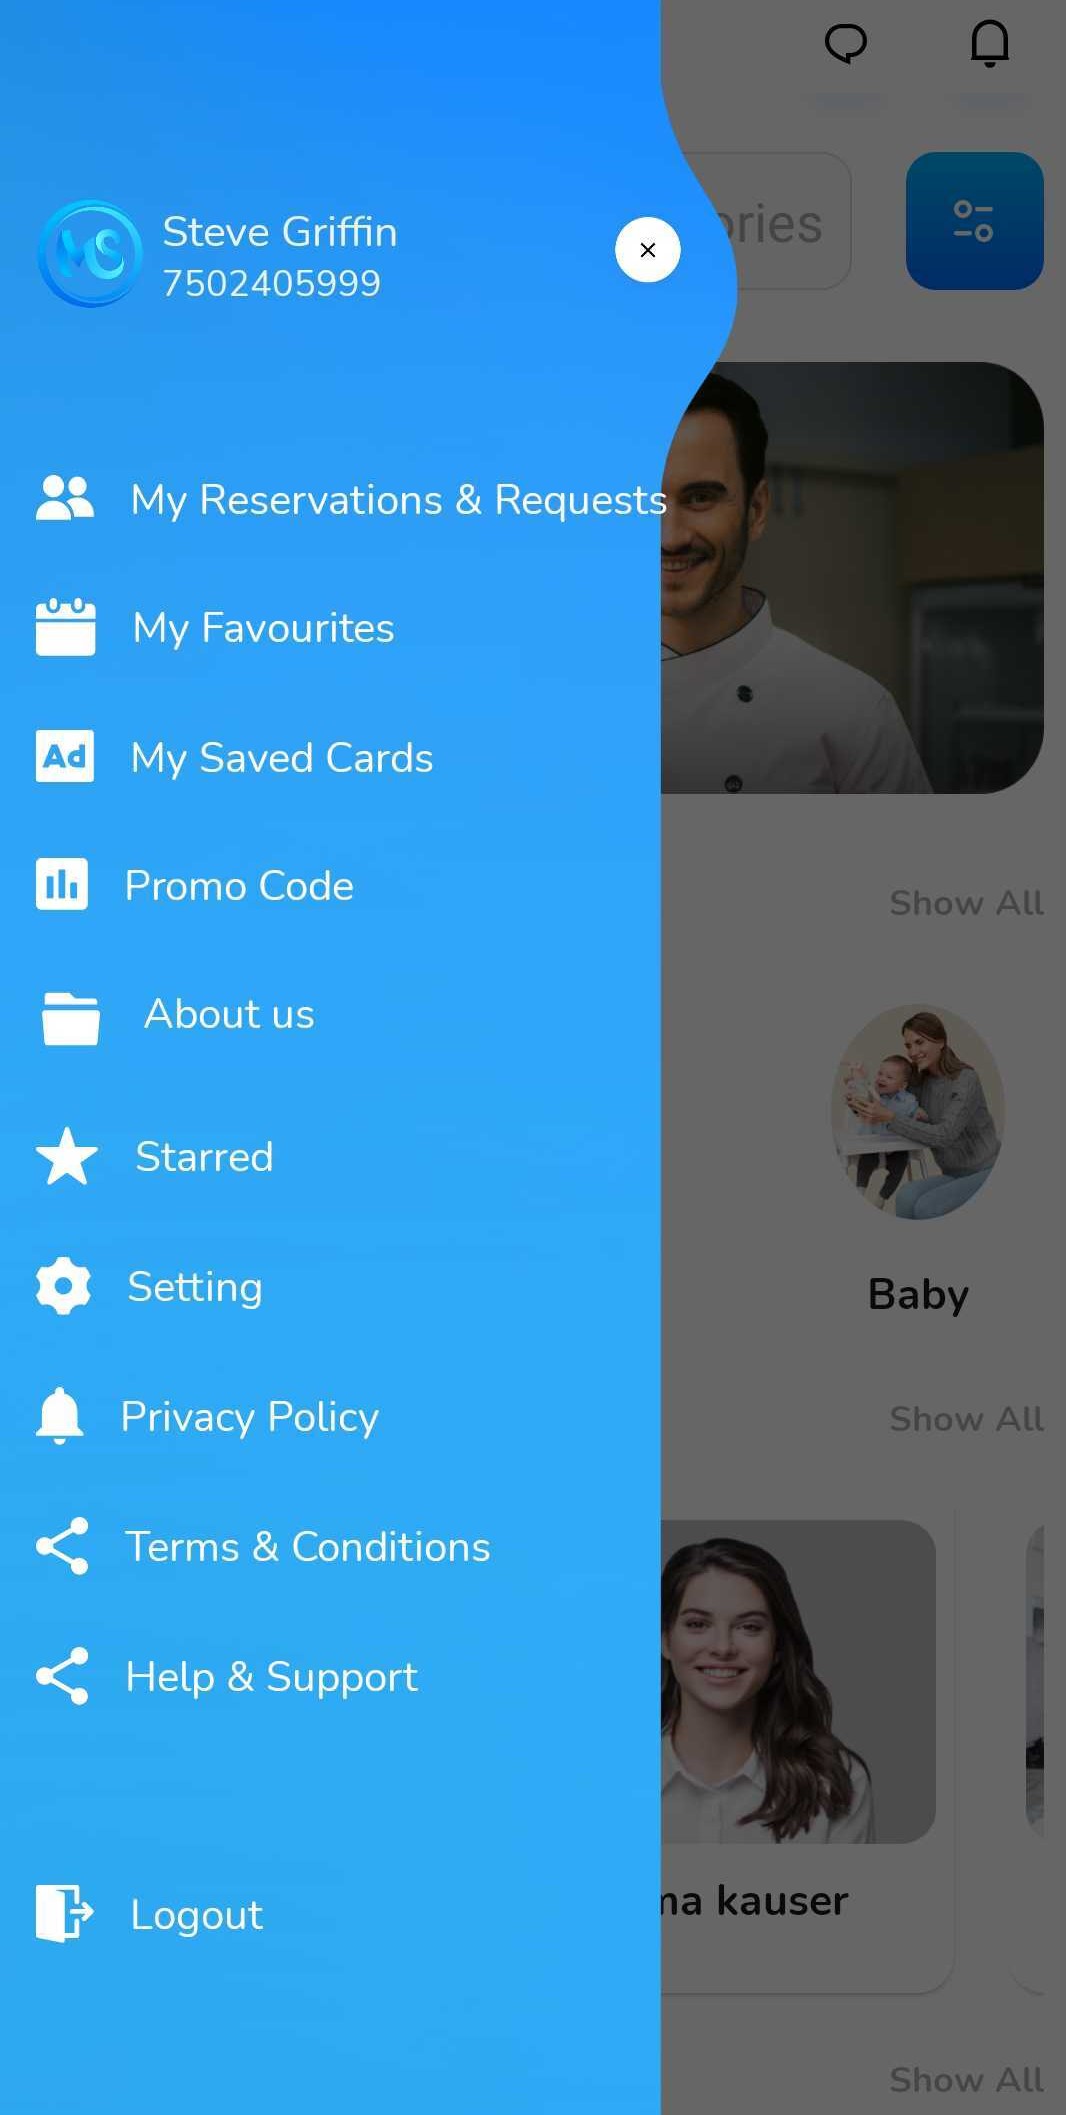 Steve Griffin
7502405999
ories
My Reservations & Requests
My Favourites
Ad
My Saved Cards
Promo Code
Show All
About us
Starred
Setting
Baby
Privacy Policy
Show All
Terms & Conditions
Help & Support
ma kauser
Logout
Show All